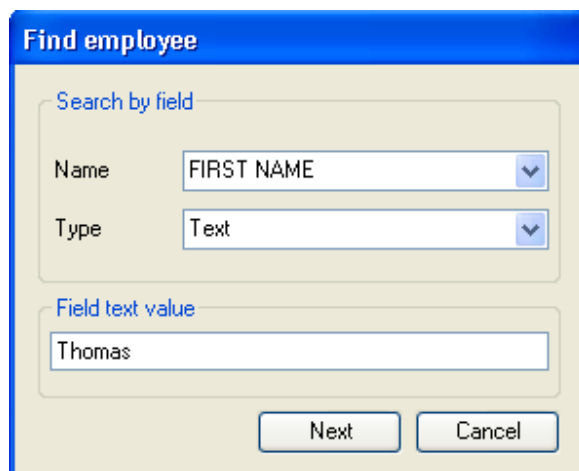 Find employee
Search by field
Name FIRST NAME
Type Text
Field text value
Thomas
Next Cancel